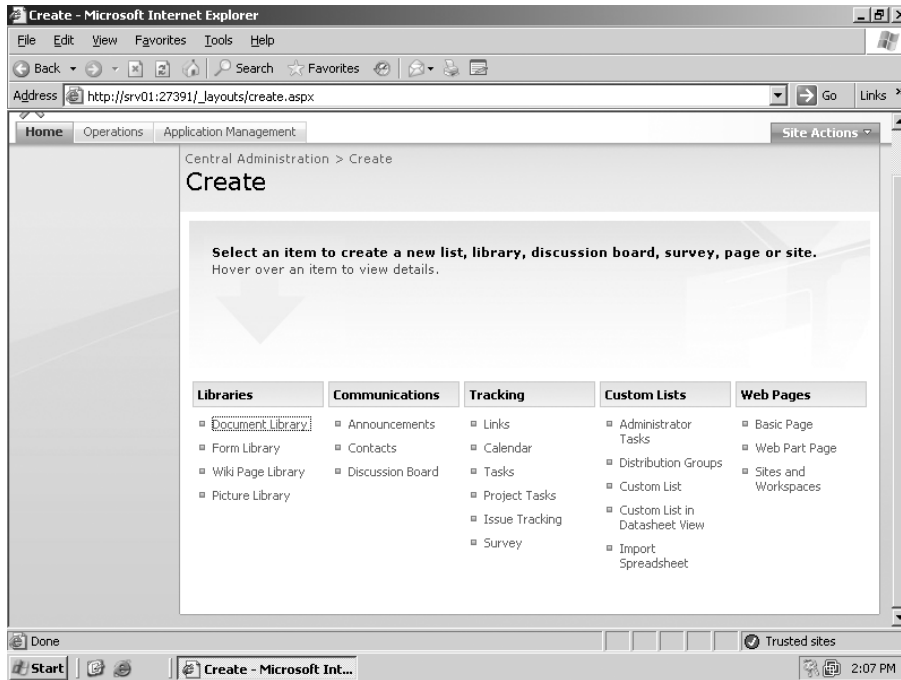 Create - Microsoft Internet Explorer
File Edit View Favorites Tools Help
Back Search Favorites
Address http://srv01:27391/_layouts/create.aspx Go Links »
Home Operations Application Management Site Actions
Central Administration > Create
Create
Select an item to create a new list, library, discussion board, survey, page or site.
Hover over an item to view details.
Libraries
Document Library
Form Library
Wiki Page Library
Picture Library
Communications
Announcements
Contacts
Discussion Board
Tracking
Links
Calendar
Tasks
Project Tasks
Issue Tracking
Survey
Custom Lists
Administrator
Tasks
Distribution Groups
Custom List
Custom List in
Datasheet View
Import
Spreadsheet
Web Pages
Basic Page
Web Part Page
Sites and
Workspaces
Done Trusted sites
Start Create - Microsoft Int... 2:07 PM